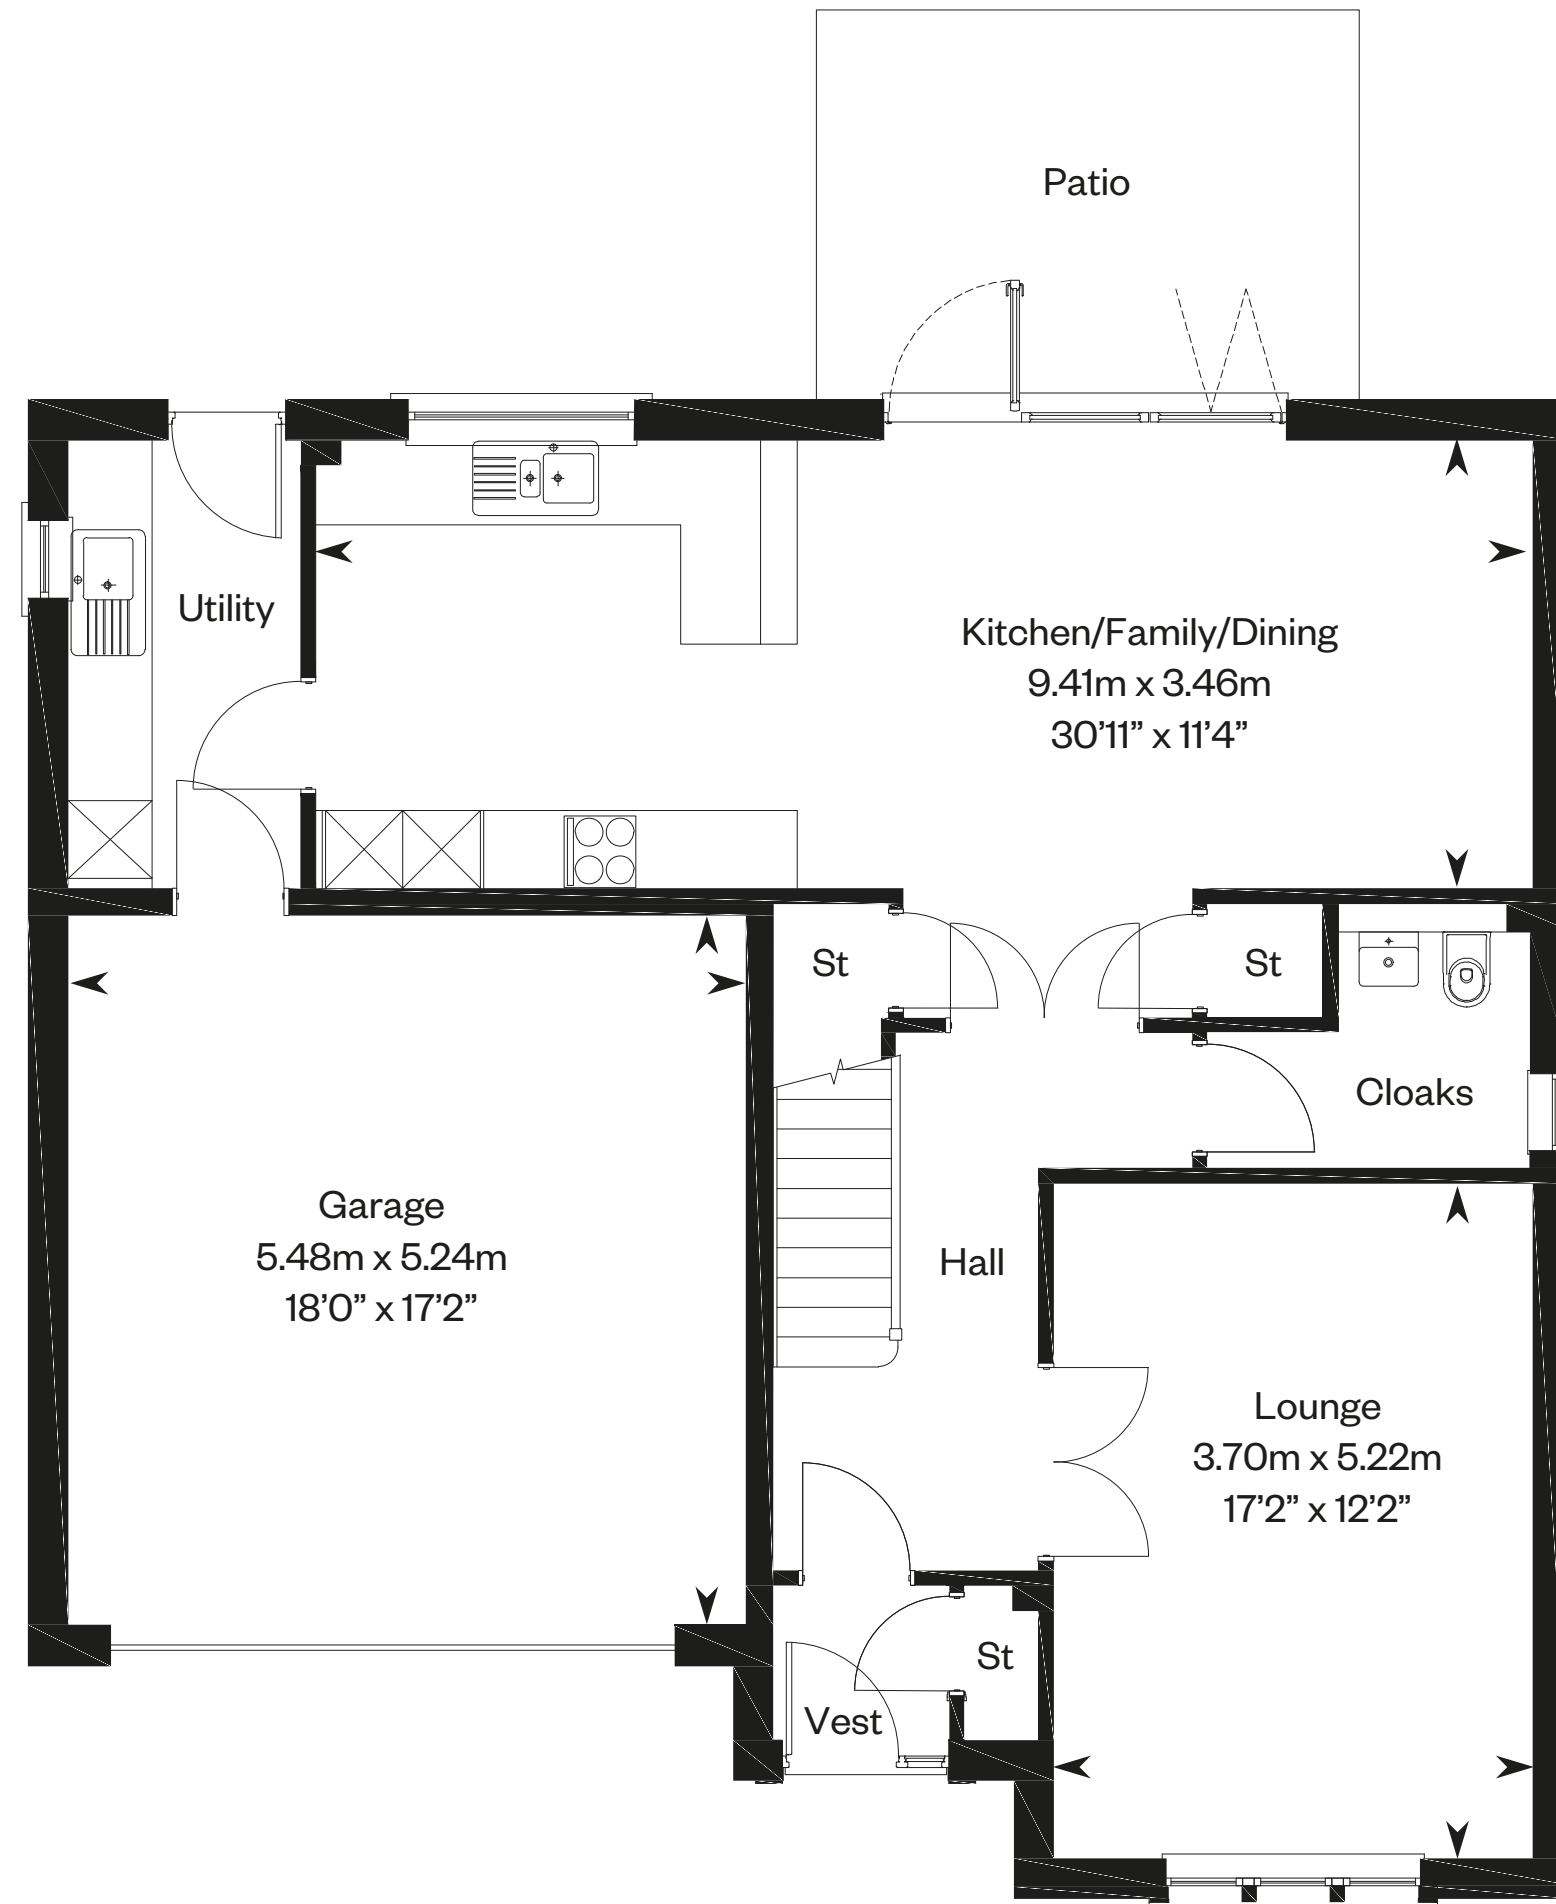 Patio
Utility
Kitchen/Family/Dining
9.41m x 3.46m
30’11” x 11’4”
St
St
Cloaks
Garage
5.48m x 5.24m
18’0” x 17’2”
Hall
Lounge
3.70m x 5.22m
17’2” x 12’2”
St
Vest